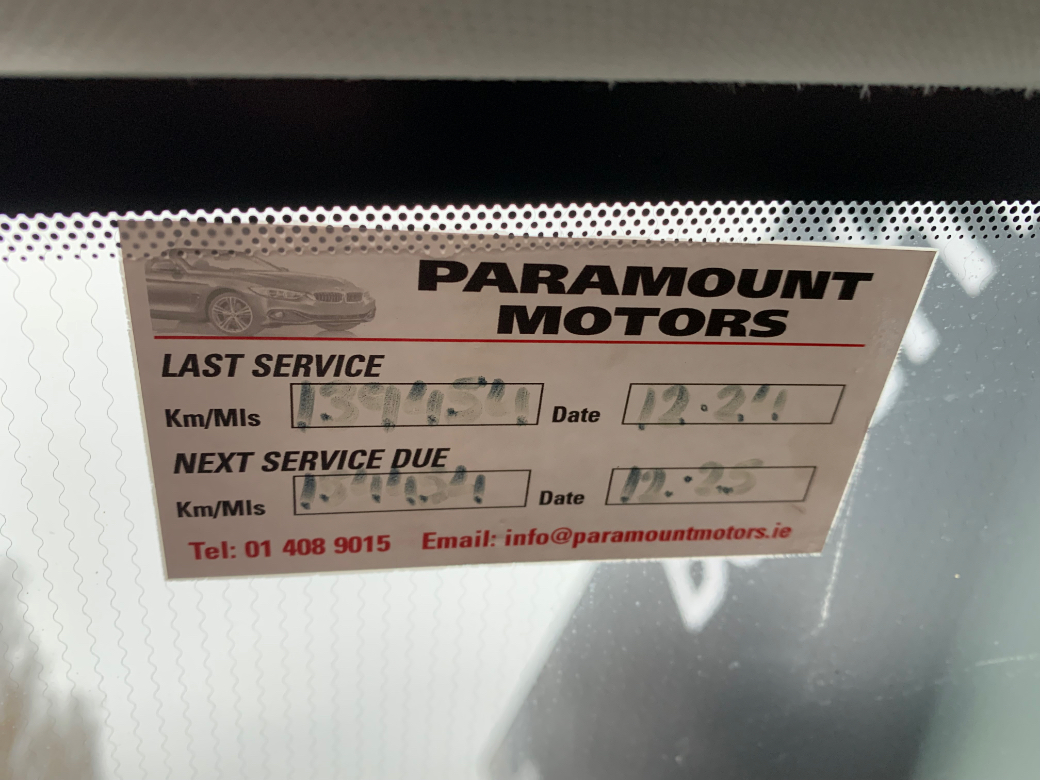 PARAMOUNT
MOTORS
LAST SERVICE
Km/Mls 139454 Date 12.24
NEXT SERVICE DUE
Km/Mls Date 12.25
Tel: 01 408 9015 Email: info@paramountmotors.ie